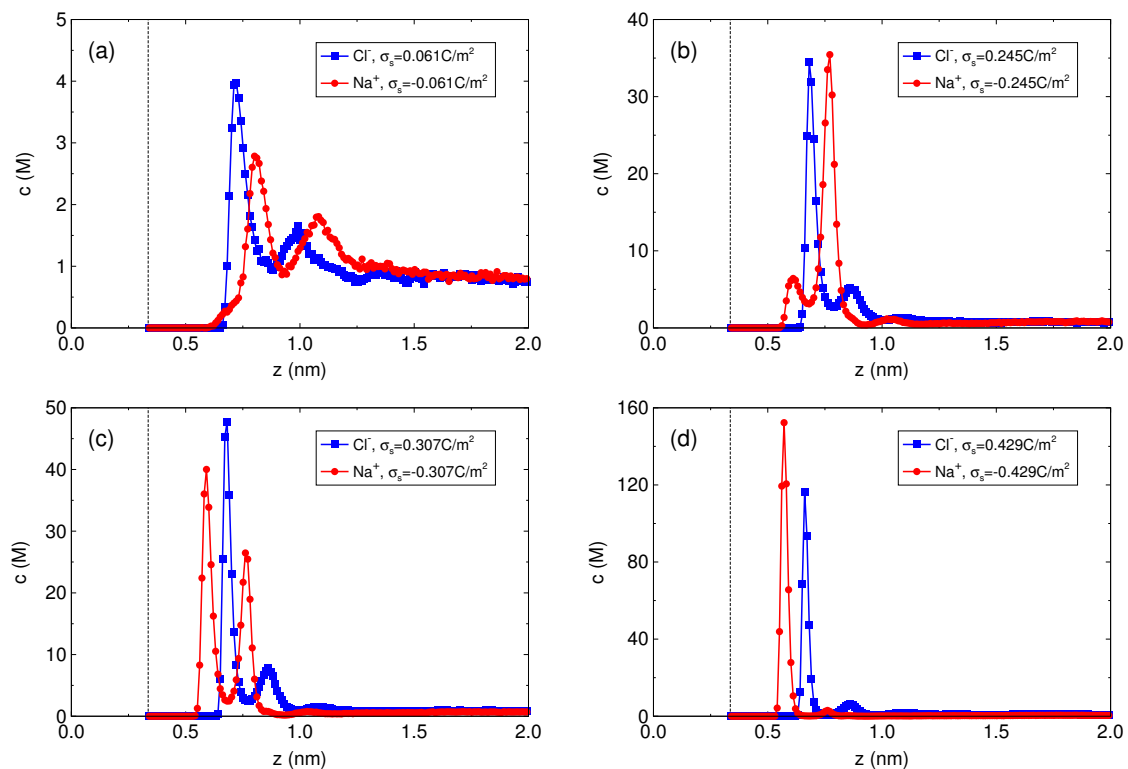 (a)
Cl⁻, σₛ=0.061C/m²
Na⁺, σₛ=-0.061C/m²
c (M)
5
4
3
2
1
0
0.0 0.5 1.0 1.5 2.0
z (nm)
(b)
Cl⁻, σₛ=0.245C/m²
Na⁺, σₛ=-0.245C/m²
c (M)
40
30
20
10
0
0.0 0.5 1.0 1.5 2.0
z (nm)
(c)
Cl⁻, σₛ=0.307C/m²
Na⁺, σₛ=-0.307C/m²
c (M)
50
40
30
20
10
0
0.0 0.5 1.0 1.5 2.0
z (nm)
(d)
Cl⁻, σₛ=0.429C/m²
Na⁺, σₛ=-0.429C/m²
c (M)
160
120
80
40
0
0.0 0.5 1.0 1.5 2.0
z (nm)